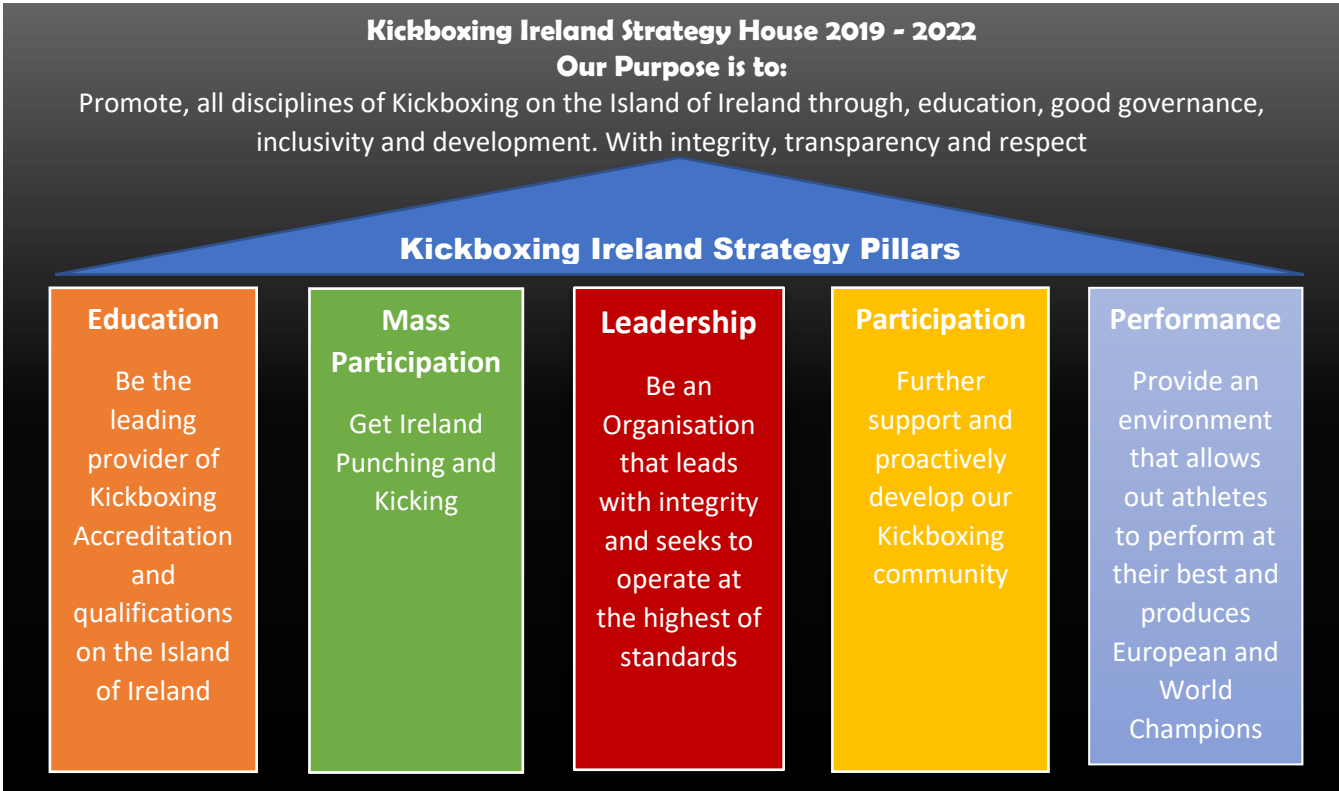 Kickboxing Ireland Strategy House 2019 - 2022
Our Purpose is to:
Promote, all disciplines of Kickboxing on the Island of Ireland through, education, good governance,
inclusivity and development. With integrity, transparency and respect
Kickboxing Ireland Strategy Pillars
Education
Be the
leading
provider of
Kickboxing
Accreditation
and
qualifications
on the Island
of Ireland
Mass
Participation
Get Ireland
Punching and
Kicking
Leadership
Be an
Organisation
that leads
with integrity
and seeks to
operate at
the highest of
standards
Participation
Further
support and
proactively
develop our
Kickboxing
community
Performance
Provide an
environment
that allows
out athletes
to perform at
their best and
produces
European and
World
Champions